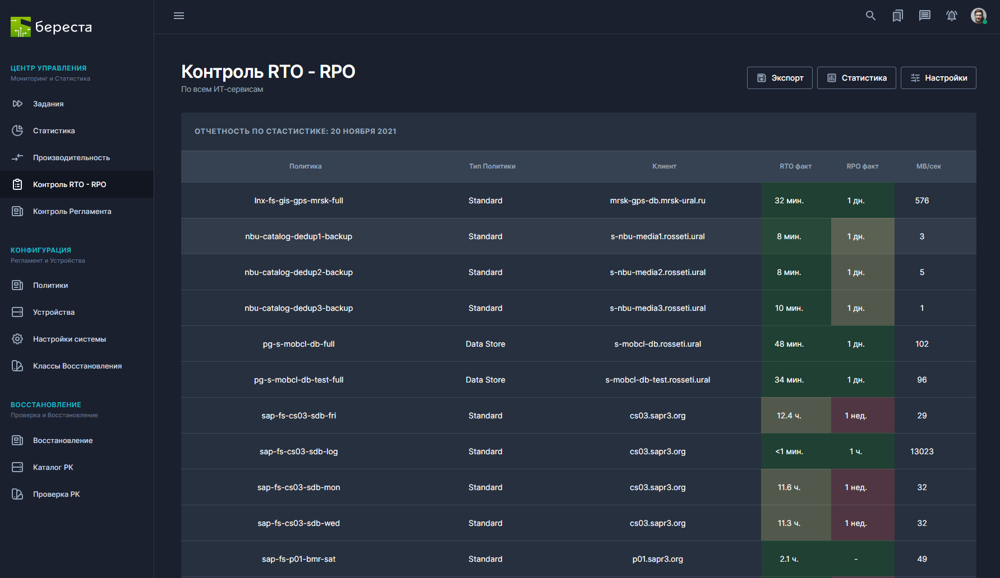 береста
ЦЕНТР УПРАВЛЕНИЯ
Мониторинг и Статистика
Задания
Статистика
Производительность
Контроль RTO - RPO
Контроль Регламента
КОНФИГУРАЦИЯ
Регламент и Устройства
Политики
Устройства
Настройки системы
Классы Восстановления
ВОССТАНОВЛЕНИЕ
Проверка и Восстановление
Восстановление
Каталог РК
Проверка РК
Контроль RTO - RPO
По всем ИТ-сервисам
Экспорт Статистика Настройки
ОТЧЕТНОСТЬ ПО СТАСТИСТИКЕ: 20 НОЯБРЯ 2021
Политика Тип Политики Клиент RTO факт RPO факт MB/сек
lnx-fs-gis-gps-mrsk-full Standard mrsk-gps-db.mrsk-ural.ru 32 мин. 1 дн. 576
nbu-catalog-dedup1-backup Standard s-nbu-media1.rosseti.ural 8 мин. 1 дн. 3
nbu-catalog-dedup2-backup Standard s-nbu-media2.rosseti.ural 8 мин. 1 дн. 5
nbu-catalog-dedup3-backup Standard s-nbu-media3.rosseti.ural 10 мин. 1 дн. 1
pg-s-mobcl-db-full Data Store s-mobcl-db.rosseti.ural 48 мин. 1 дн. 102
pg-s-mobcl-db-test-full Data Store s-mobcl-db-test.rosseti.ural 34 мин. 1 дн. 96
sap-fs-cs03-sdb-fri Standard cs03.sapr3.org 12.4 ч. 1 нед. 29
sap-fs-cs03-sdb-log Standard cs03.sapr3.org <1 мин. 1 ч. 13023
sap-fs-cs03-sdb-mon Standard cs03.sapr3.org 11.6 ч. 1 нед. 32
sap-fs-cs03-sdb-wed Standard cs03.sapr3.org 11.3 ч. 1 нед. 32
sap-fs-p01-bmr-sat Standard p01.sapr3.org 2.1 ч. - 49